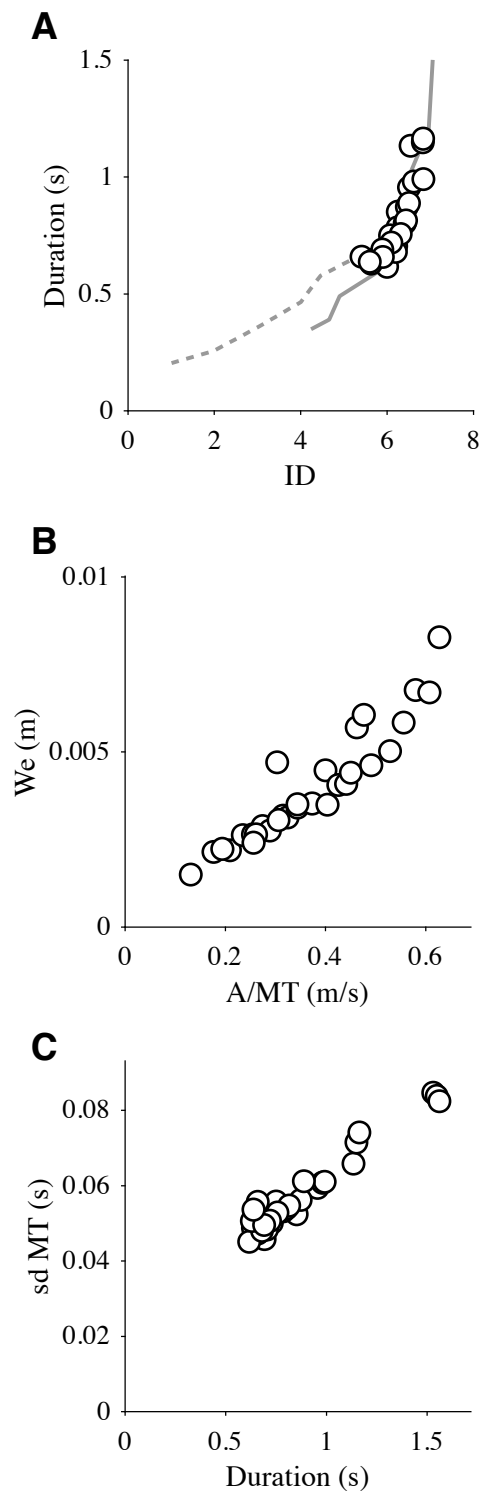 A
1.5
1
0.5
0
Duration (s)
0 2 4 6 8
ID
B
0.01
0.005
0
We (m)
0 0.2 0.4 0.6
A/MT (m/s)
C
0.08
0.06
0.04
0.02
0
sd MT (s)
0 0.5 1 1.5
Duration (s)